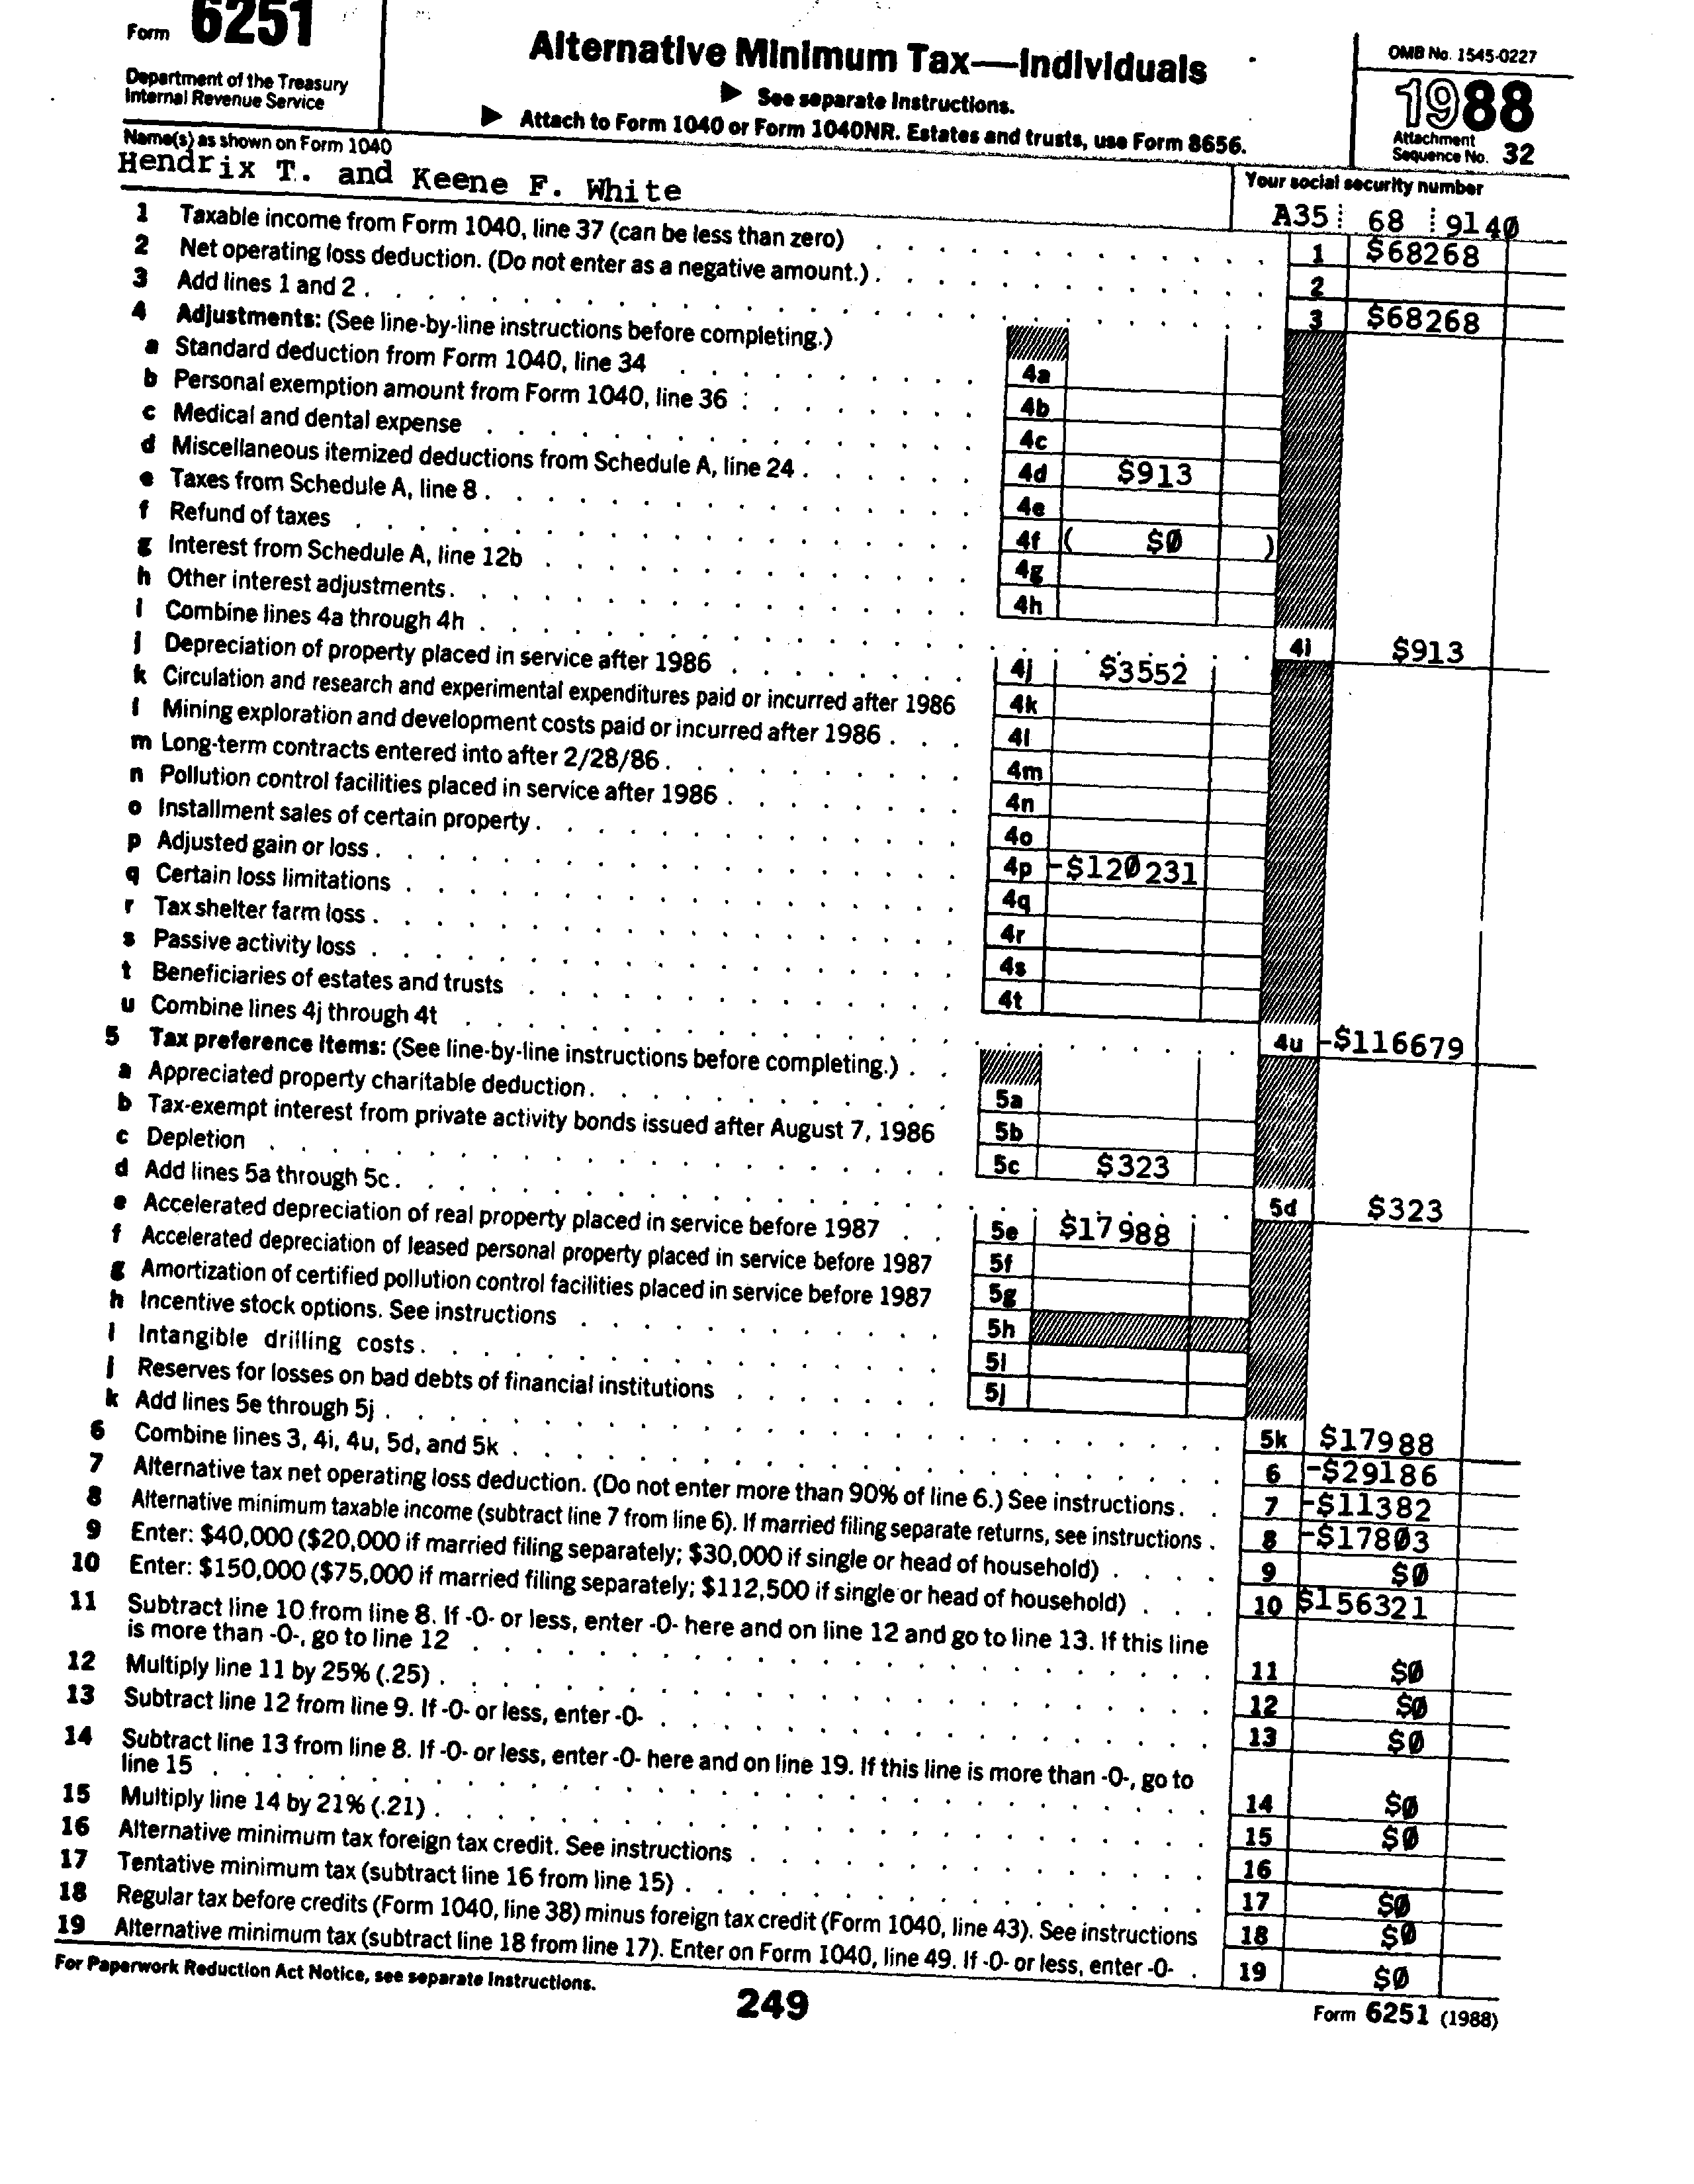 Form 6251
Department of the Treasury
Internal Revenue Service
Alternative Minimum Tax—Individuals
▶ See separate Instructions.
▶ Attach to Form 1040 or Form 1040NR. Estates and trusts, use Form 8656.
OMB No. 1545-0227
1988
Attachment
Sequence No. 32
Name(s) as shown on Form 1040
Hendrix T. and Keene F. White
Your social security number
A35 68 9140
1 Taxable income from Form 1040, line 37 (can be less than zero) 1 $68268
2 Net operating loss deduction. (Do not enter as a negative amount.) 2
3 Add lines 1 and 2 3 $68268
4 Adjustments: (See line-by-line instructions before completing.)
a Standard deduction from Form 1040, line 34 4a
b Personal exemption amount from Form 1040, line 36 4b
c Medical and dental expense 4c
d Miscellaneous itemized deductions from Schedule A, line 24 4d $913
e Taxes from Schedule A, line 8 4e
f Refund of taxes 4f ( $0 )
g Interest from Schedule A, line 12b 4g
h Other interest adjustments 4h
i Combine lines 4a through 4h 4i $913
j Depreciation of property placed in service after 1986 4j $3552
k Circulation and research and experimental expenditures paid or incurred after 1986 4k
l Mining exploration and development costs paid or incurred after 1986 4l
m Long-term contracts entered into after 2/28/86 4m
n Pollution control facilities placed in service after 1986 4n
o Installment sales of certain property 4o
p Adjusted gain or loss 4p -$120231
q Certain loss limitations 4q
r Tax shelter farm loss 4r
s Passive activity loss 4s
t Beneficiaries of estates and trusts 4t
u Combine lines 4j through 4t 4u -$116679
5 Tax preference items: (See line-by-line instructions before completing.)
a Appreciated property charitable deduction 5a
b Tax-exempt interest from private activity bonds issued after August 7, 1986 5b
c Depletion 5c $323
d Add lines 5a through 5c 5d $323
e Accelerated depreciation of real property placed in service before 1987 5e $17988
f Accelerated depreciation of leased personal property placed in service before 1987 5f
g Amortization of certified pollution control facilities placed in service before 1987 5g
h Incentive stock options. See instructions 5h
i Intangible drilling costs 5i
j Reserves for losses on bad debts of financial institutions 5j
k Add lines 5e through 5j 5k $17988
6 Combine lines 3, 4i, 4u, 5d, and 5k 6 -$29186
7 Alternative tax net operating loss deduction. (Do not enter more than 90% of line 6.) See instructions 7 -$11382
8 Alternative minimum taxable income (subtract line 7 from line 6). If married filing separate returns, see instructions 8 -$17803
9 Enter: $40,000 ($20,000 if married filing separately; $30,000 if single or head of household) 9 $0
10 Enter: $150,000 ($75,000 if married filing separately; $112,500 if single or head of household) 10 $156321
11 Subtract line 10 from line 8. If -0- or less, enter -0- here and on line 12 and go to line 13. If this line
is more than -0-, go to line 12 11 $0
12 Multiply line 11 by 25% (.25) 12 $0
13 Subtract line 12 from line 9. If -0- or less, enter -0- 13 $0
14 Subtract line 13 from line 8. If -0- or less, enter -0- here and on line 19. If this line is more than -0-, go to
line 15 14 $0
15 Multiply line 14 by 21% (.21) 15 $0
16 Alternative minimum tax foreign tax credit. See instructions 16
17 Tentative minimum tax (subtract line 16 from line 15) 17 $0
18 Regular tax before credits (Form 1040, line 38) minus foreign tax credit (Form 1040, line 43). See instructions 18 $0
19 Alternative minimum tax (subtract line 18 from line 17). Enter on Form 1040, line 49. If -0- or less, enter -0- 19 $0
For Paperwork Reduction Act Notice, see separate Instructions.
249
Form 6251 (1988)